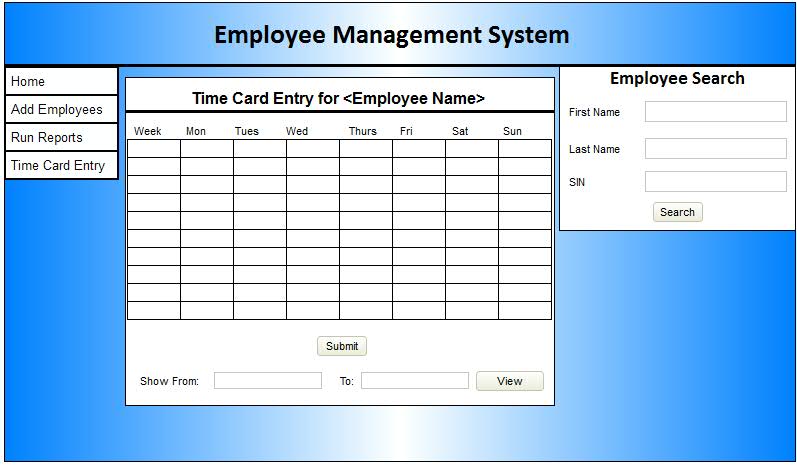 Employee Management System
Home
Add Employees
Run Reports
Time Card Entry
Time Card Entry for <Employee Name>
Week Mon Tues Wed Thurs Fri Sat Sun
Submit
Show From: To: View
Employee Search
First Name
Last Name
SIN
Search